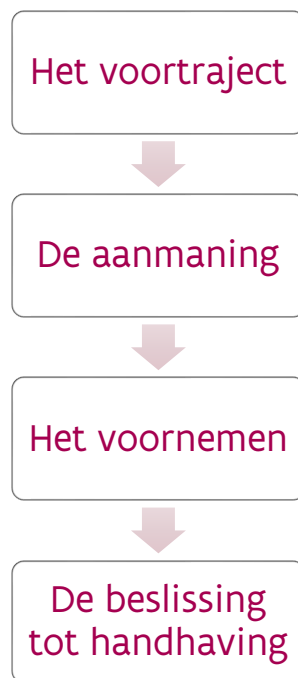 Het voortraject
De aanmaning
Het voornemen
De beslissing
tot handhaving